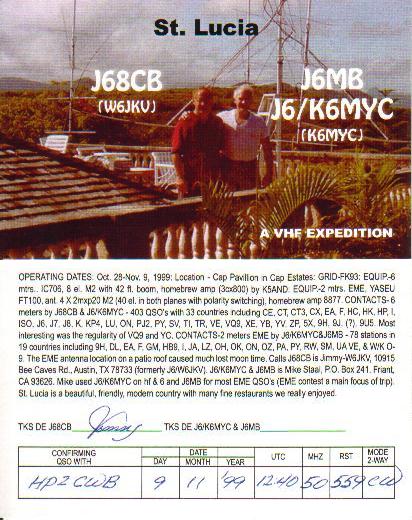 St. Lucia
J68CB
(W6JKV)
J6MB
J6/K6MYC
(K6MYC)
A VHF EXPEDITION
OPERATING DATES. Oct. 28-Nov. 9, 1999: Location - Cap Pavillion in Cap Estates: GRID-FK93: EQUIP.-6
mtrs.. IC706, 8 el. M2 with 42 ft. boom, homebrew amp (3cx800) by K5AND: EQUIP.-2 mtrs. EME, YASEU
FT100, ant. 4 X 2mxp20 M2 (40 el. in both planes with polarity switching), homebrew amp 8877. CONTACTS- 6
meters by J68CB & J6/K6MYC - 403 QSO's with 33 countries including CE, CT, CT3, CX, EA, F, HC, HK, HP, I,
ISO, J6, J7, J8, K, KP4, LU, ON, PJ2, PY, SV, TI, TR, VE, VQ9, XE, YB, YV, ZP, 5X, 9H, 9J, (?), 9U5. Most
interesting was the regularity of VQ9 and YC. CONTACTS-2 meters EME by J6/K6MYC&J6MB - 78 stations in
19 countries including 9H, DL, EA, F, GM, HB9, I, JA, LZ, OH, OK, ON, OZ, PA, PY, RW, SM, UA VE, & W/K O-
9. The EME antenna location on a patio roof caused much lost moon time. Calls J68CB is Jimmy-W6JKV, 10915
Bee Caves Rd., Austin, TX 78733 (formerly J6/W6JKV). J6/K6MYC & J6MB is Mike Staal, P.O. Box 241, Friant,
CA 93626. Mike used J6/K6MYC on hf & 6 and J6MB for most EME QSO's (EME contest a main focus of trip).
St. Lucia is a beautiful, friendly, modern country with many fine restaurants we really enjoyed.
TKS DE J68CB Jimmy TKS DE J6/K6MYC & J6MB
CONFIRMING QSO WITH DATE DAY MONTH YEAR UTC MHZ RST MODE 2-WAY
HP2CWB 9 11 '99 1240 50 559 CW